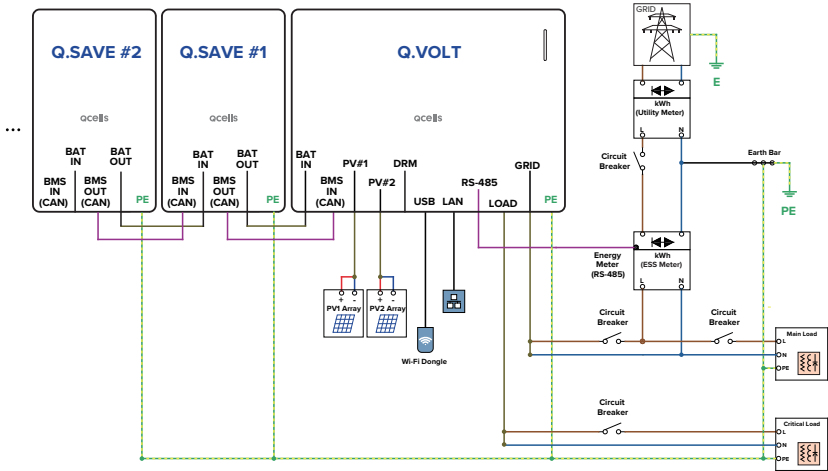 GRID
Q.SAVE #2
Q.SAVE #1
Q.VOLT
E
kWh
(Utility Meter)
qcells
qcells
qcells
L
N
...
BAT
IN
BAT
OUT
BAT
IN
BAT
OUT
BAT
IN
PV#1
DRM
GRID
Circuit
Breaker
Earth Bar
BMS
IN
(CAN)
BMS
OUT
(CAN)
PE
BMS
IN
(CAN)
BMS
OUT
(CAN)
PE
BMS
IN
(CAN)
PV#2
RS-485
USB
LAN
LOAD
PE
PE
Energy
Meter
(RS-485)
kWh
(ESS Meter)
L
N
+
-
PV1 Array
+
-
PV2 Array
Wi-Fi Dongle
Circuit
Breaker
Circuit
Breaker
Main Load
L
N
PE
Circuit
Breaker
Critical Load
L
N
PE